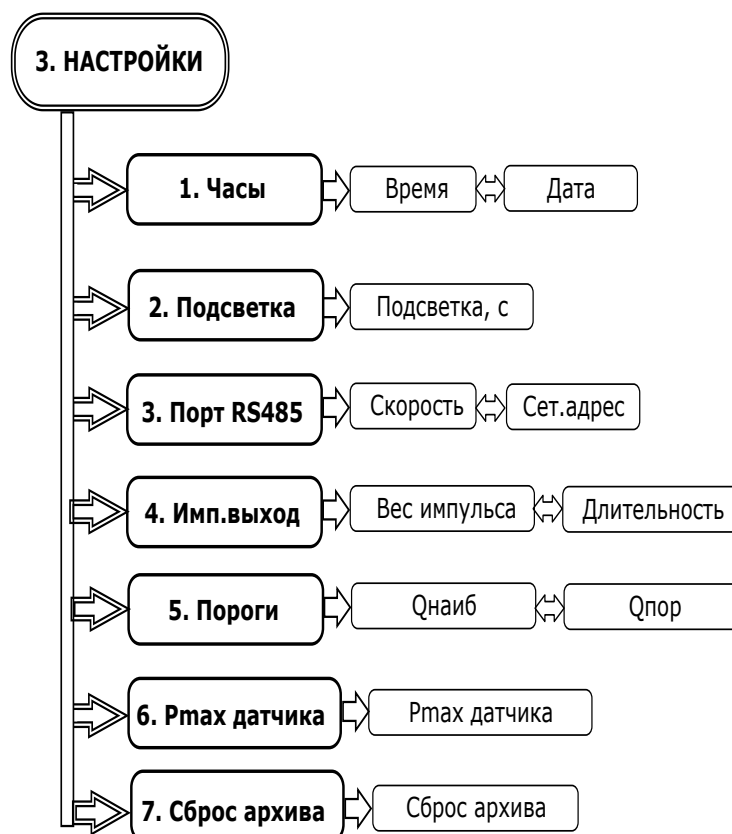 3. НАСТРОЙКИ
1. Часы Время Дата
2. Подсветка Подсветка, с
3. Порт RS485 Скорость Сет.адрес
4. Имп.выход Вес импульса Длительность
5. Пороги Qнаиб Qпор
6. Pmax датчика Pmax датчика
7. Сброс архива Сброс архива